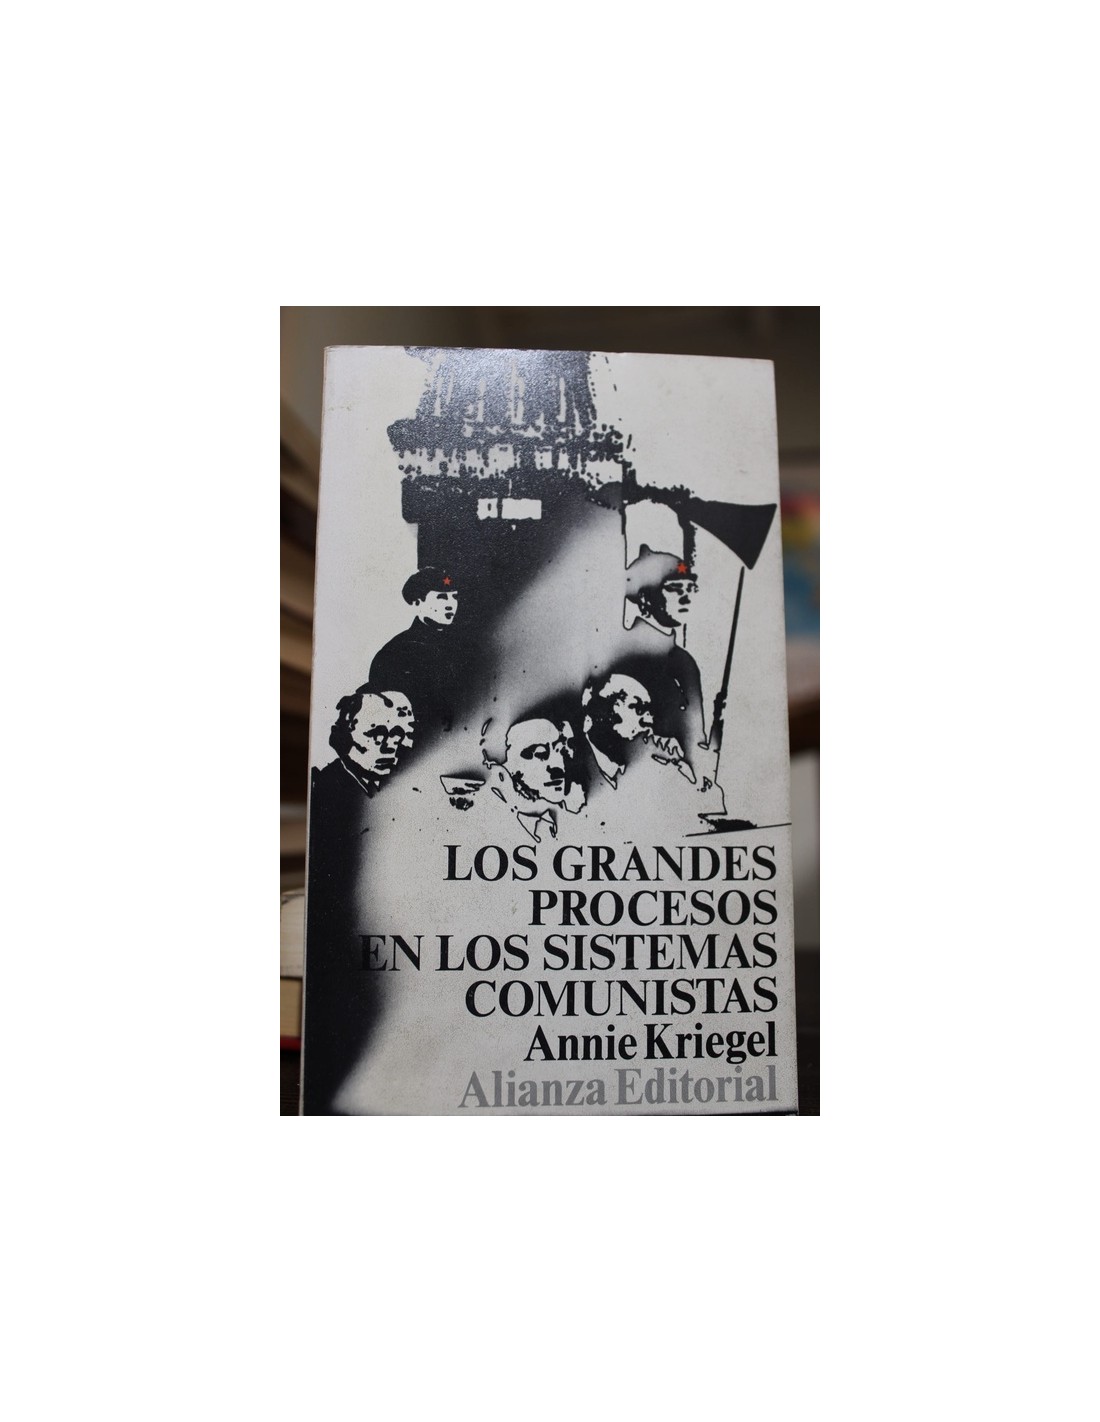 LOS GRANDES
PROCESOS
EN LOS SISTEMAS
COMUNISTAS
Annie Kriegel
Alianza Editorial